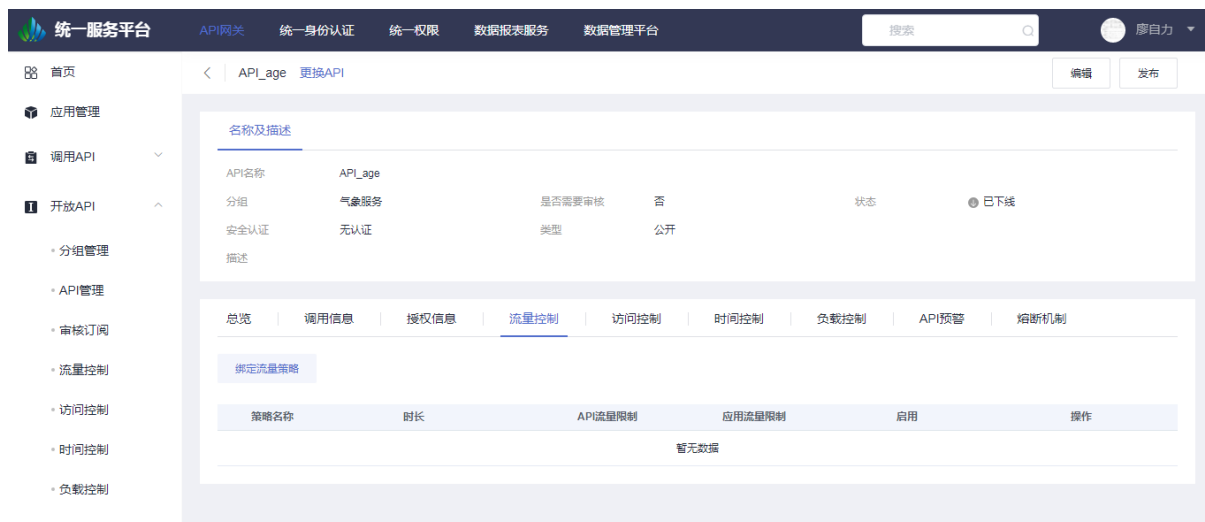 统一服务平台 API网关 统一身份认证 统一权限 数据报表服务 数据管理平台 搜索 廖自力
首页
API_age 更换API 编辑 发布
应用管理
调用API
开放API
分组管理
API管理
审核订阅
流量控制
访问控制
时间控制
负载控制
名称及描述
API名称 API_age
分组 气象服务 是否需要审核 否 状态 已下线
安全认证 无认证 类型 公开
描述
总览 调用信息 授权信息 流量控制 访问控制 时间控制 负载控制 API预警 熔断机制
绑定流量策略
策略名称 时长 API流量限制 应用流量限制 启用 操作
暂无数据